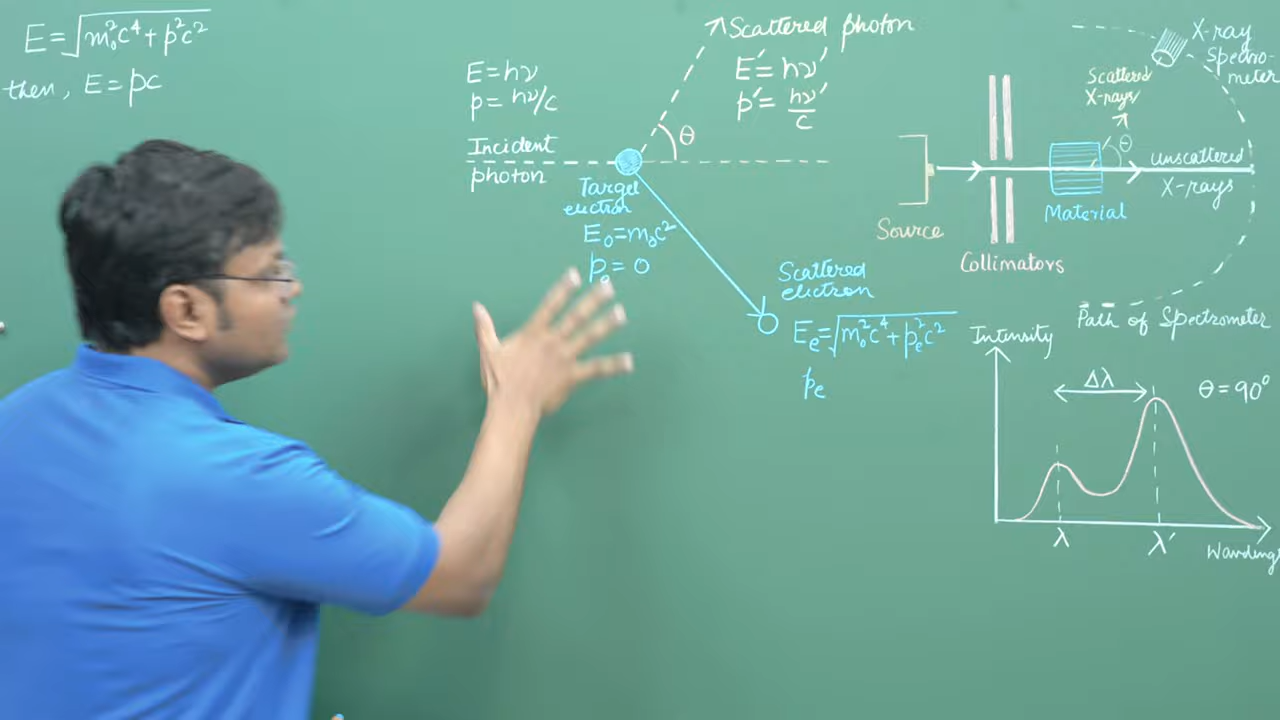 E=√m₀²c⁴+p²c²
then, E=pc
E=hν
p=hν/c
Incident
photon
Scattered photon
E′=hν′
p′=hν′/c
θ
Target
electron
E₀=m₀c²
pₑ=0
Scattered
electron
Eₑ=√m₀²c⁴+pₑ²c²
pₑ
X-ray
Spectro-
meter
Scattered
X-rays
θ
unscattered
X-rays
Source
Collimators
Material
Path of Spectrometer
Intensity
Δλ
θ=90°
λ
λ′